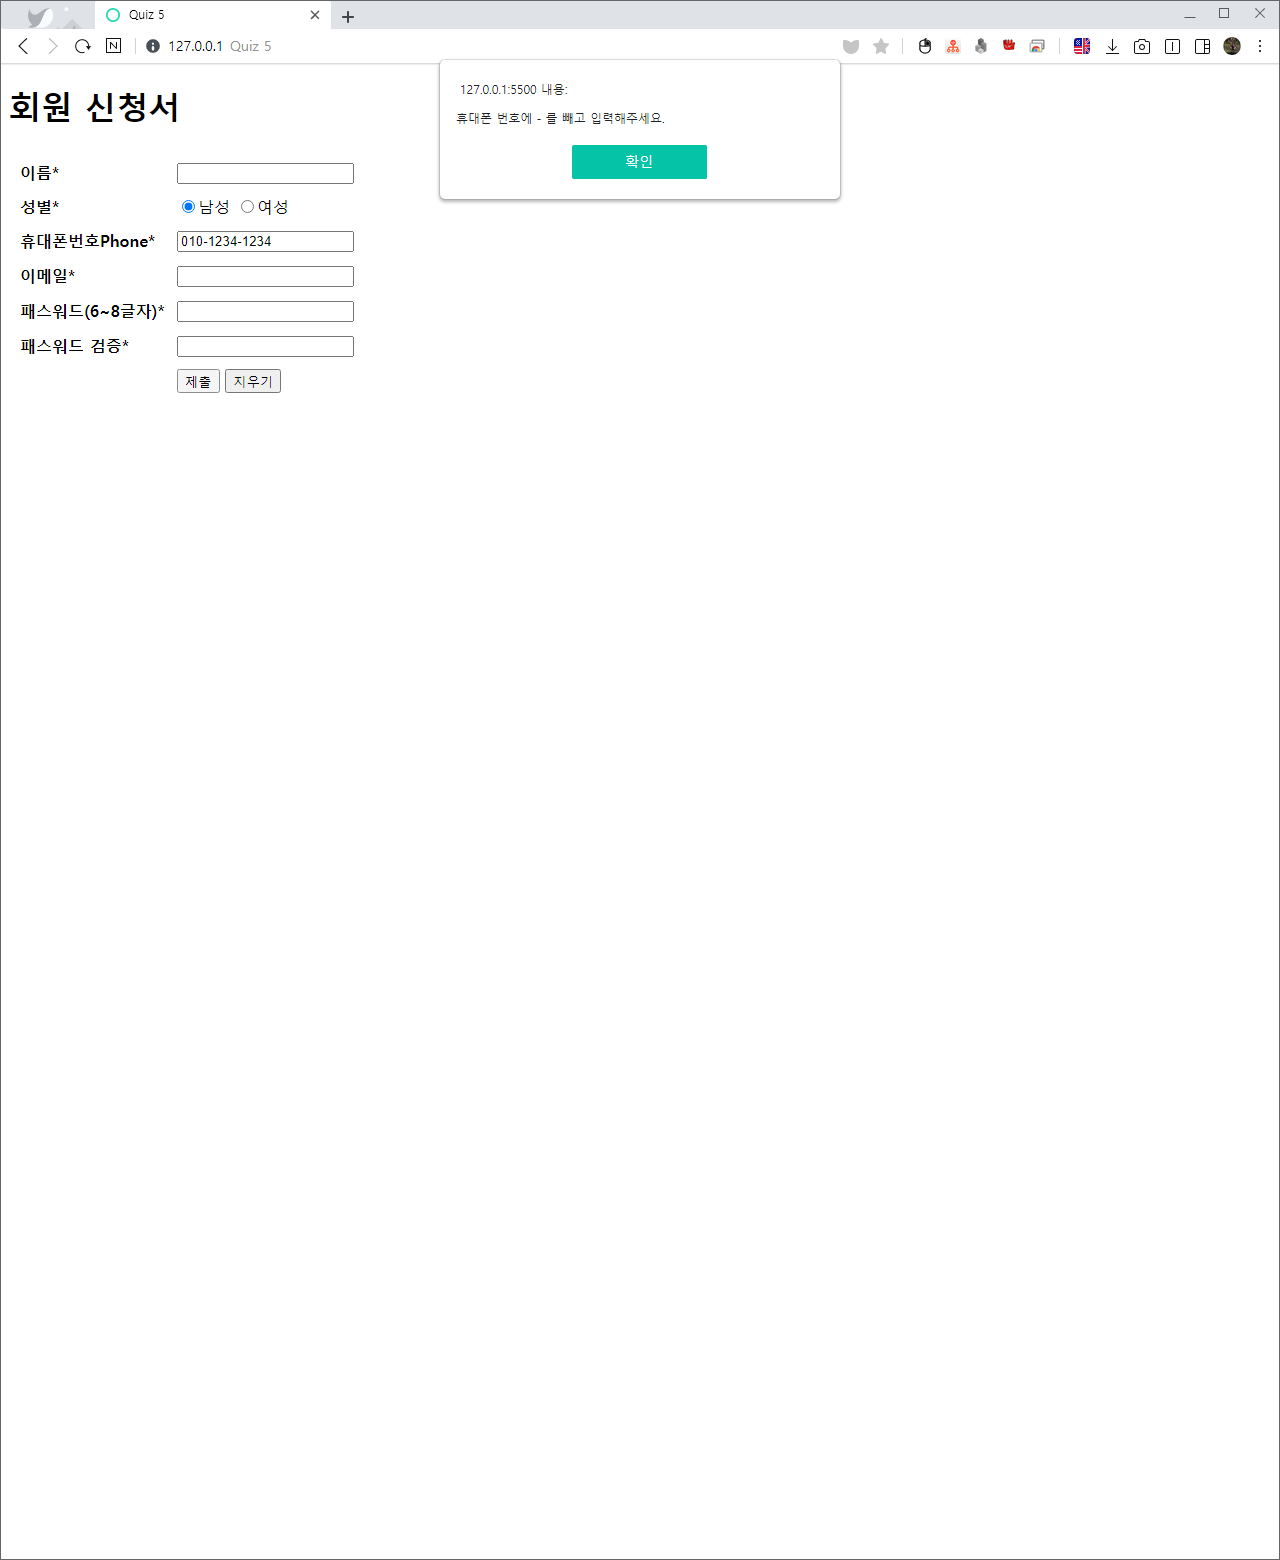 Quiz 5
127.0.0.1 Quiz 5
127.0.0.1:5500 내용:
휴대폰 번호에 - 를 빼고 입력해주세요.
확인
회원 신청서
이름*
성별* 남성 여성
휴대폰번호Phone* 010-1234-1234
이메일*
패스워드(6~8글자)*
패스워드 검증*
제출 지우기